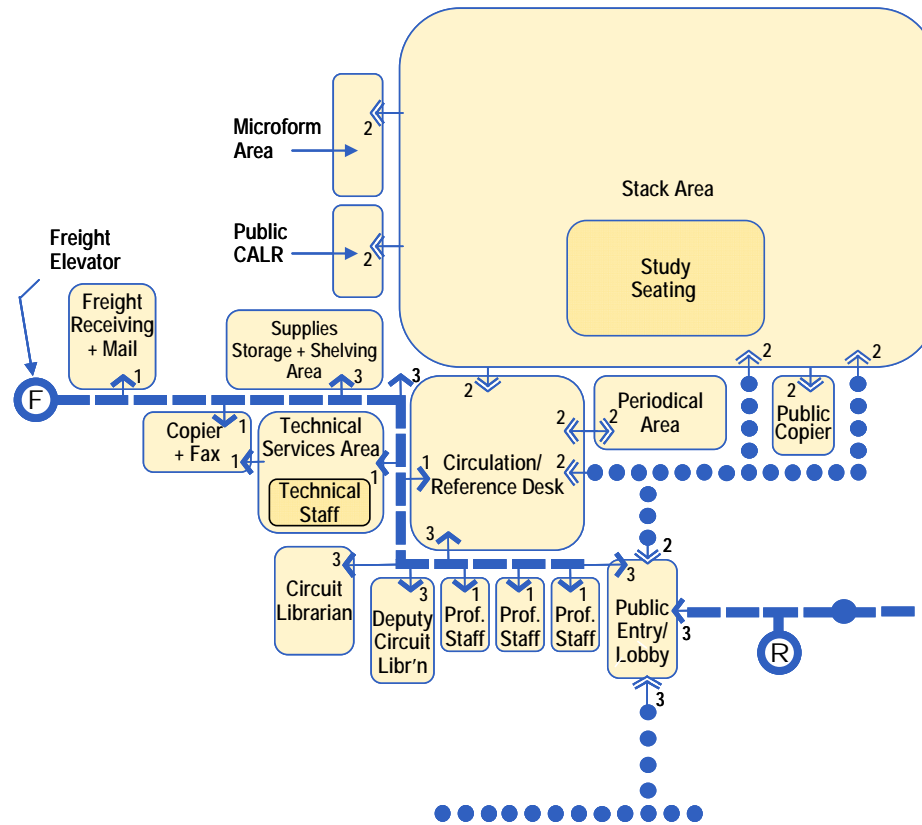 Microform
Area
2
Stack Area
Public
CALR
2
Study
Seating
Freight
Elevator
Freight
Receiving
+ Mail
1
Supplies
Storage + Shelving
Area
3
3
2
2
2
2
F
Copier
+ Fax
1
1
Technical
Services Area
1
Technical
Staff
1
Circulation/
Reference Desk
2
2
2
3
Periodical
Area
Public
Copier
2
3
Circuit
Librarian
3
Deputy
Circuit
Libr'n
1
Prof.
Staff
1
Prof.
Staff
1
Prof.
Staff
3
Public
Entry/
Lobby
3
R
3